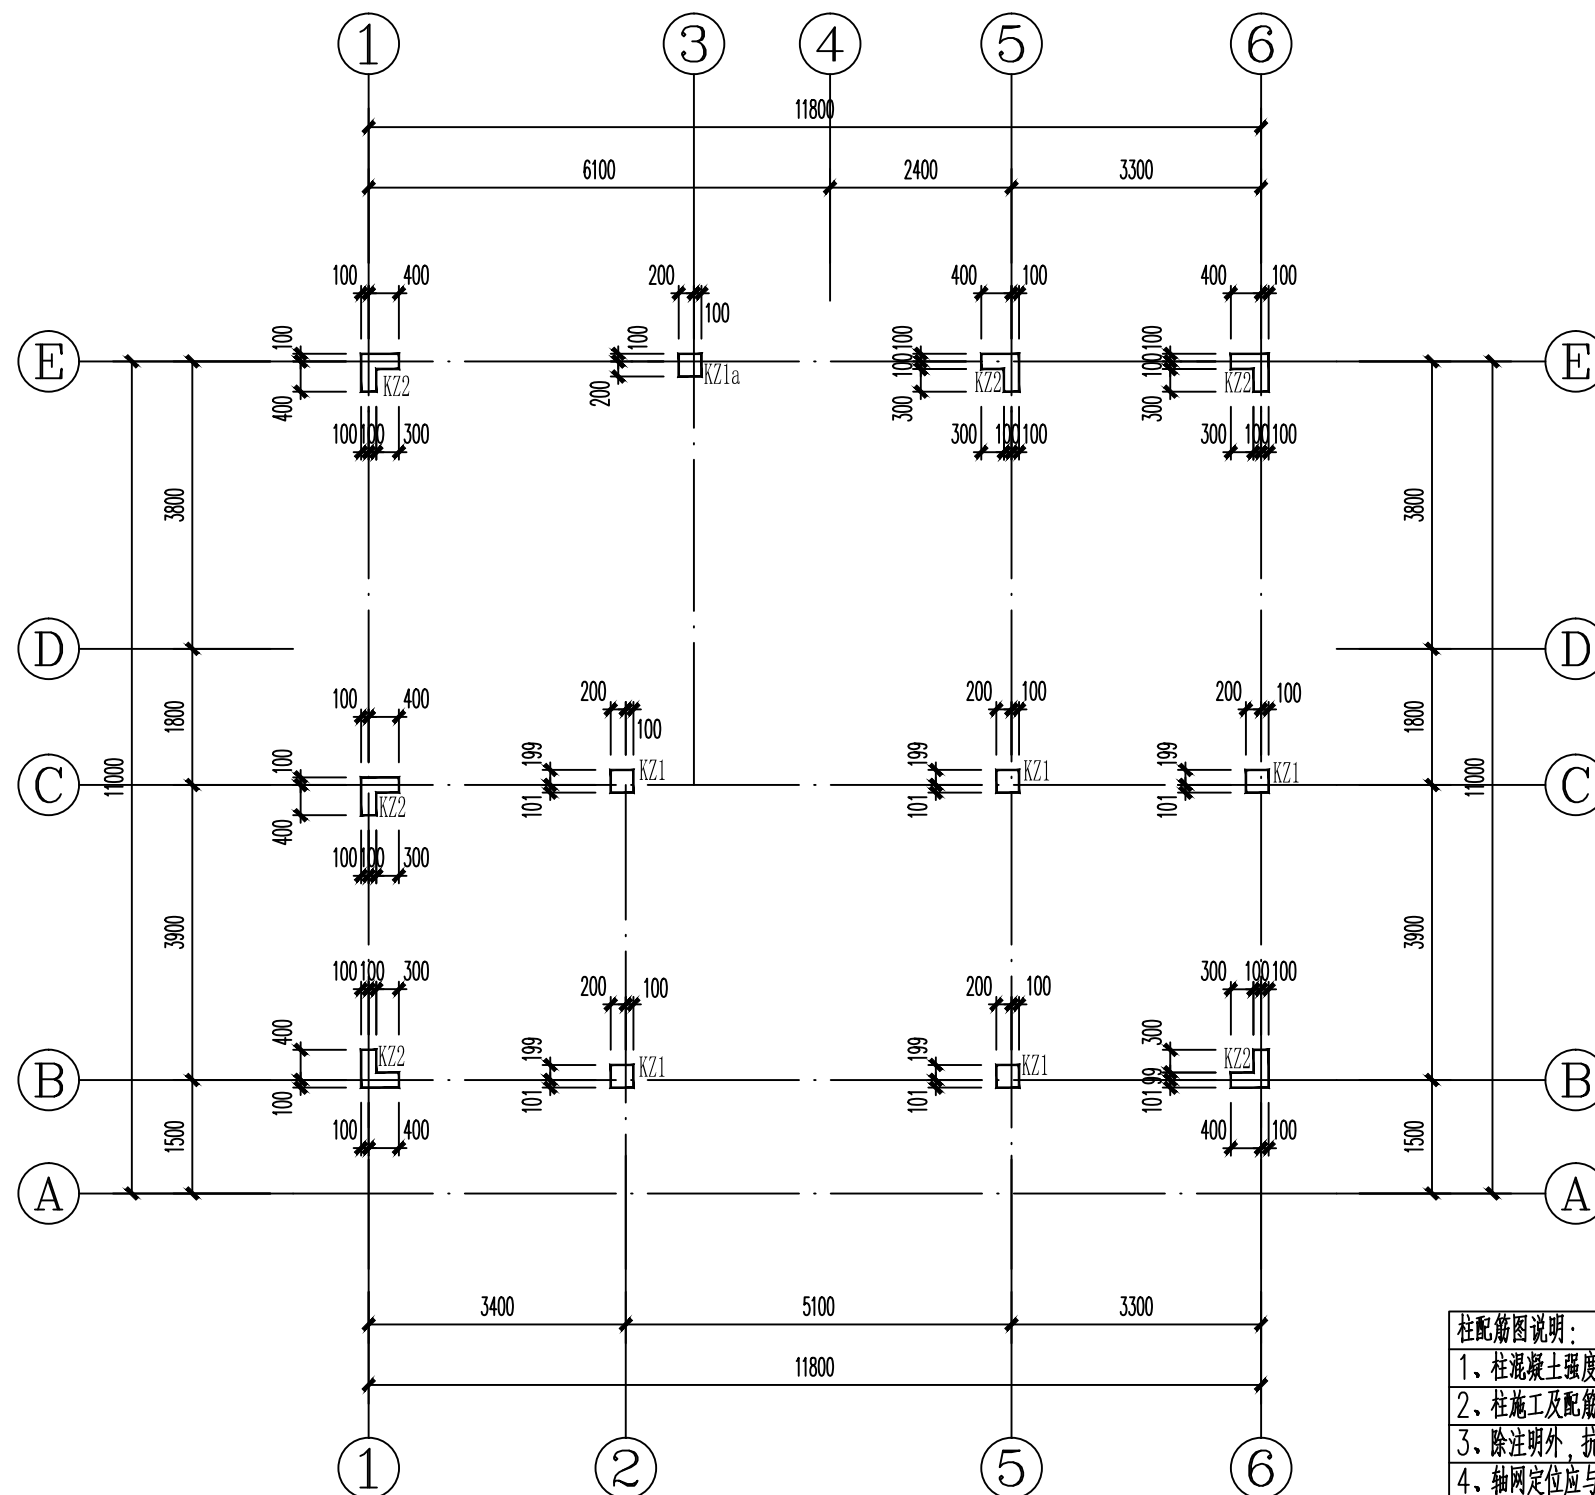 1 3 4 5 6
11800
6100 2400 3300
100 400 200 100 400 100 400 100
E 100 400 KZ2 100 200 KZ1a 100 100 300 KZ2 100 100 300 KZ2 E
100 100 300 300 100 100 300 100 100
3800 3800
D D
100 400 200 100 200 100 200 100
1800 1800
C 11000 100 400 KZ2 199 101 KZ1 199 101 KZ1 199 101 KZ1 11000 C
100 100 300
3900 3900
100 100 300 200 100 200 100 300 100 100
B 400 100 KZ2 199 101 KZ1 199 101 KZ1 300 99 101 KZ2 B
100 400 400 100
1500 1500
A A
3400 5100 3300
11800
1 2 5 6
柱配筋图说明：
1、柱混凝土强度
2、柱施工及配筋
3、除注明外，抗
4、轴网定位应与